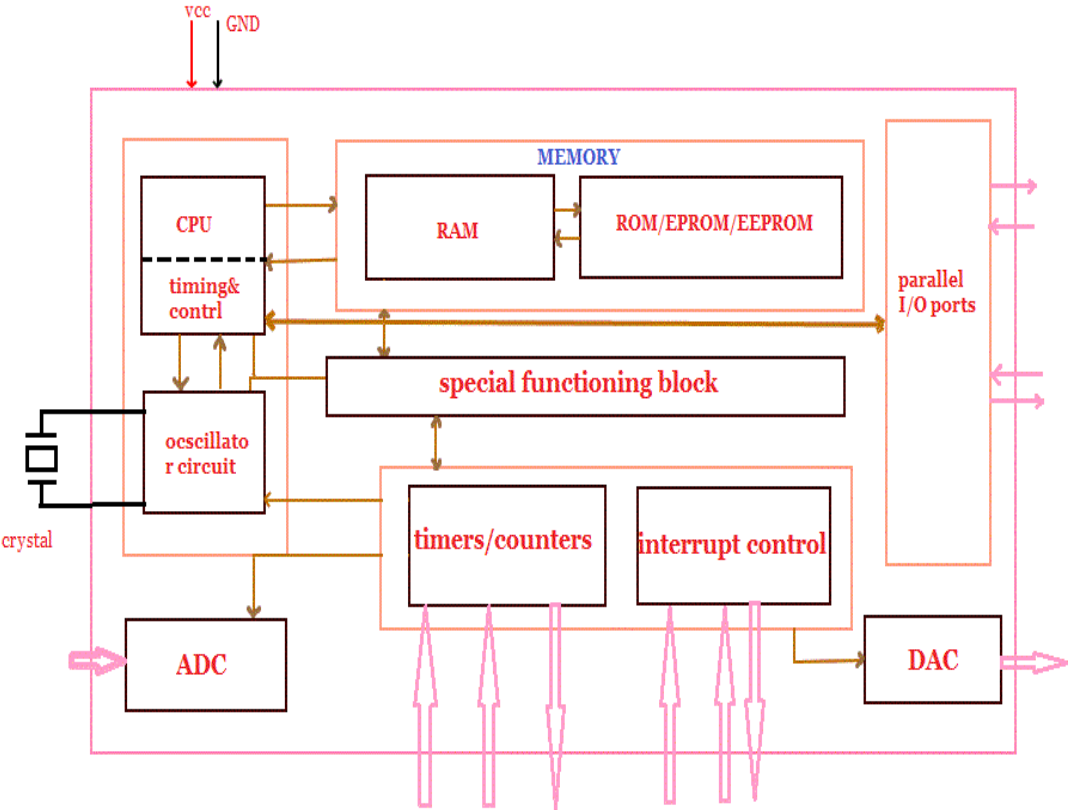 vcc
GND
MEMORY
CPU
RAM
ROM/EPROM/EEPROM
timing&
contrl
parallel
I/O ports
special functioning block
ocscillato
r circuit
crystal
timers/counters
interrupt control
ADC
DAC